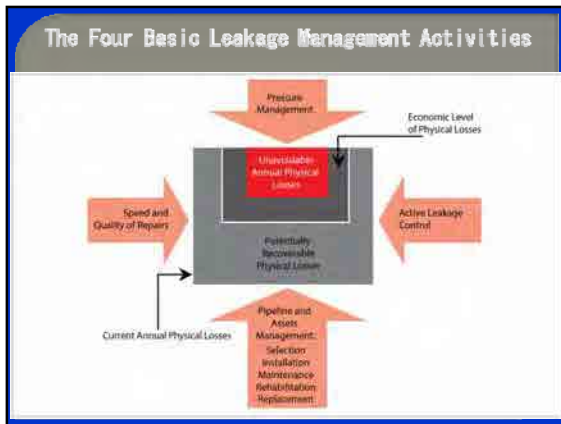 The Four Basic Leakage Management Activities
Pressure
Management
Economic Level
of Physical Losses
Unavoidable
Annual Physical
Losses
Speed and
Quality of Repairs
Active Leakage
Control
Potentially
Recoverable
Physical Losses
Current Annual Physical Losses
Pipeline and
Assets
Management:
Selection
Installation
Maintenance
Rehabilitation
Replacement